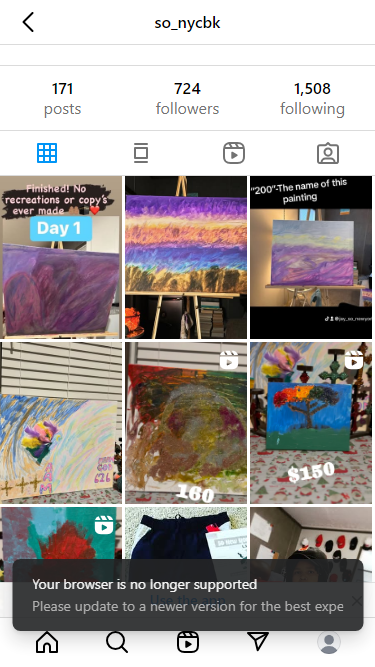 so_nycbk
171
posts
724
followers
1,508
following
Finished! No
recreations or copy's
ever made
Day 1
"200"-The name of this
painting
160
$150
Your browser is no longer supported
Please update to a newer version for the best expe